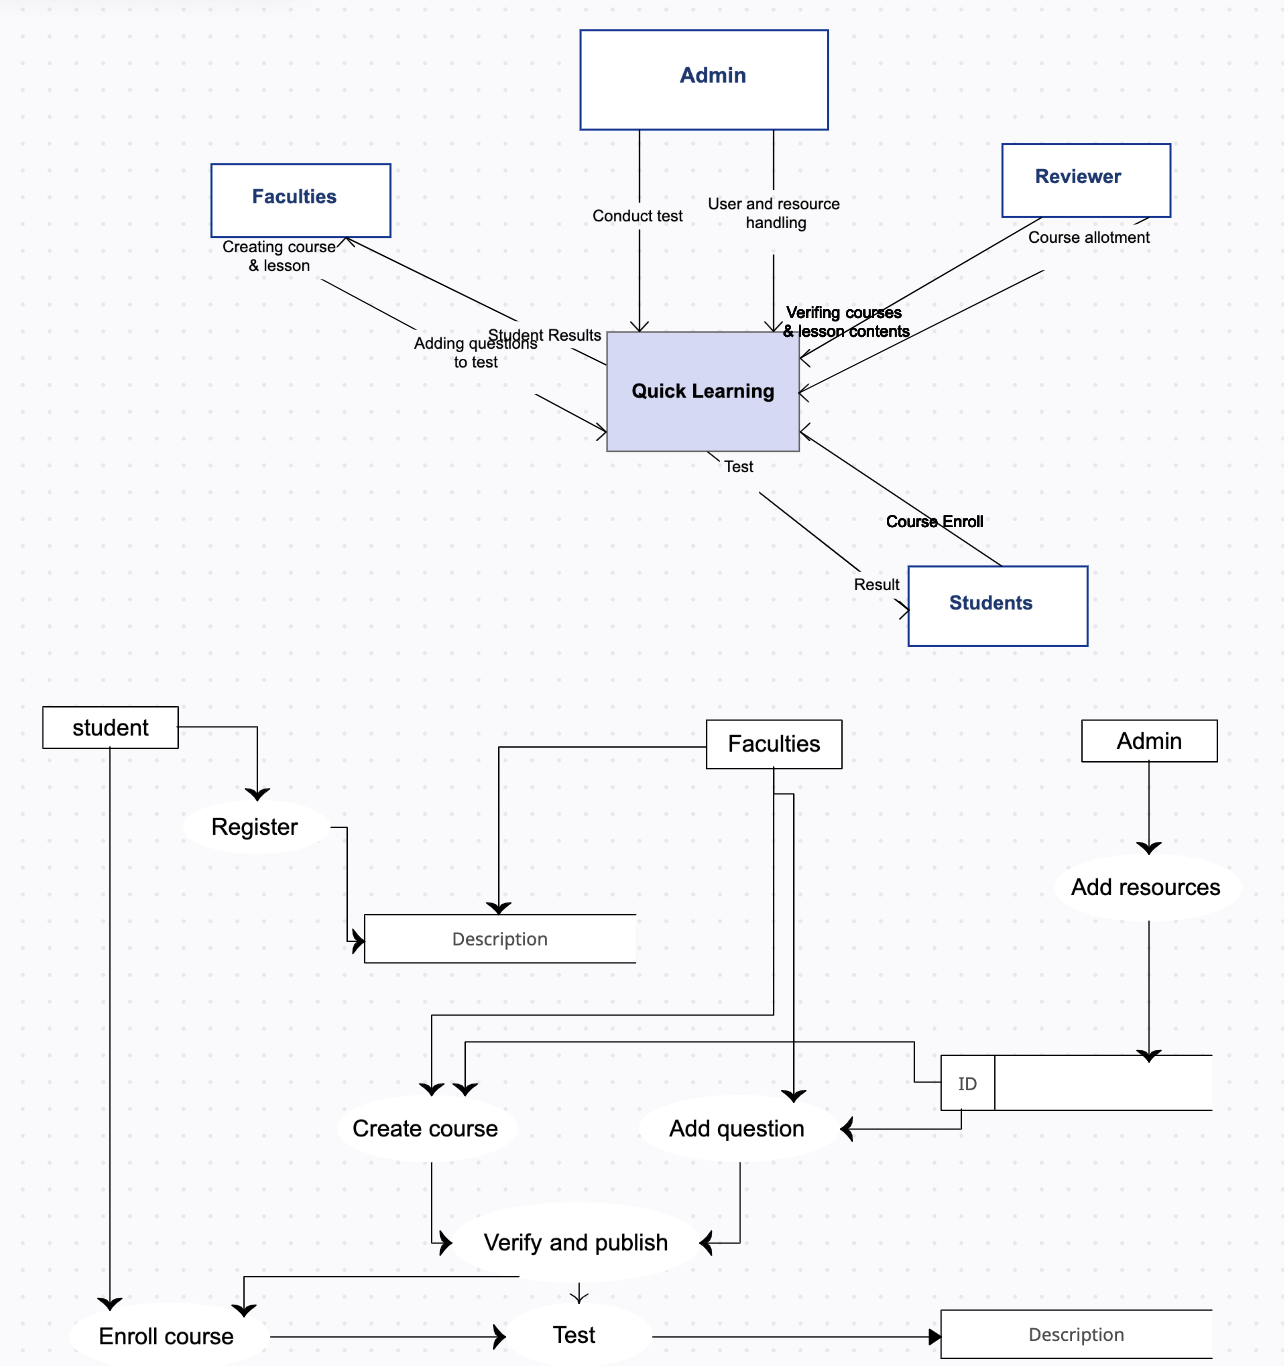 Admin
Reviewer
Faculties
Conduct test
User and resource
handling
Course allotment
Creating course
& lesson
Verifing courses
& lesson contents
Student Results
Adding questions
to test
Quick Learning
Test
Course Enroll
Result
Students
student
Faculties
Admin
Register
Add resources
Description
ID
Create course
Add question
Verify and publish
Enroll course
Test
Description